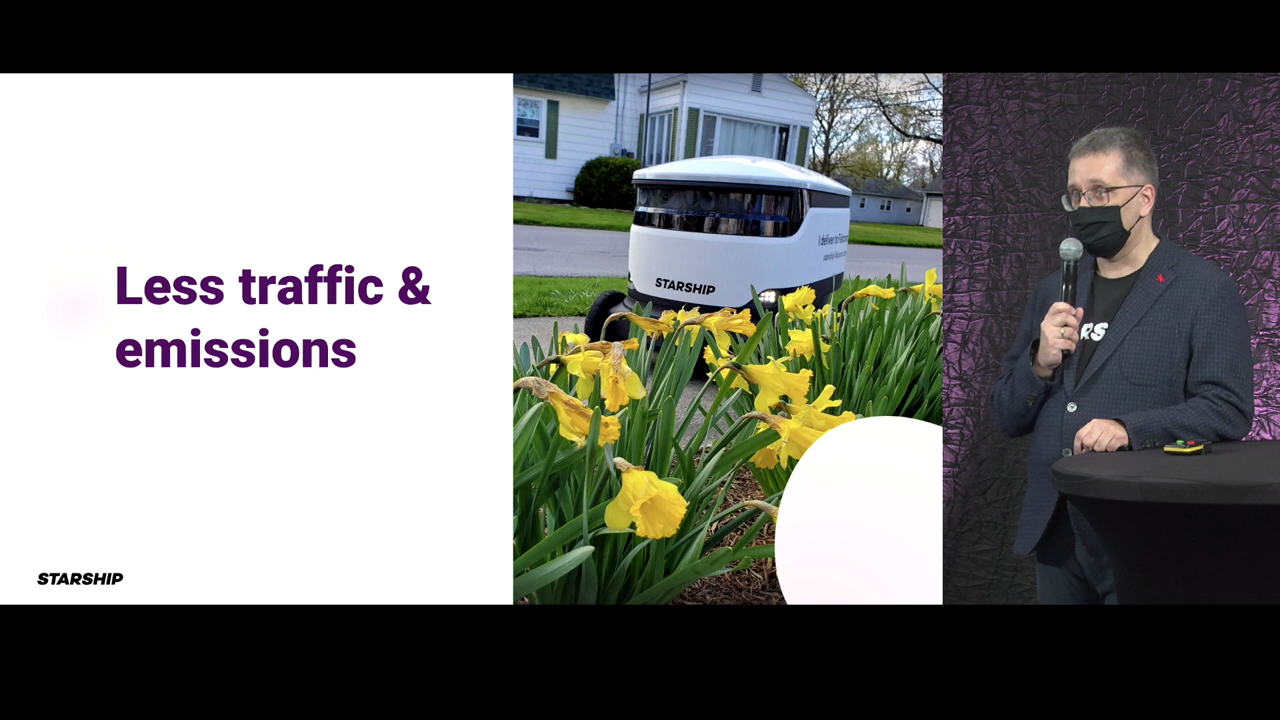 Less traffic &
emissions
STARSHIP
STARSHIP
I deliver to